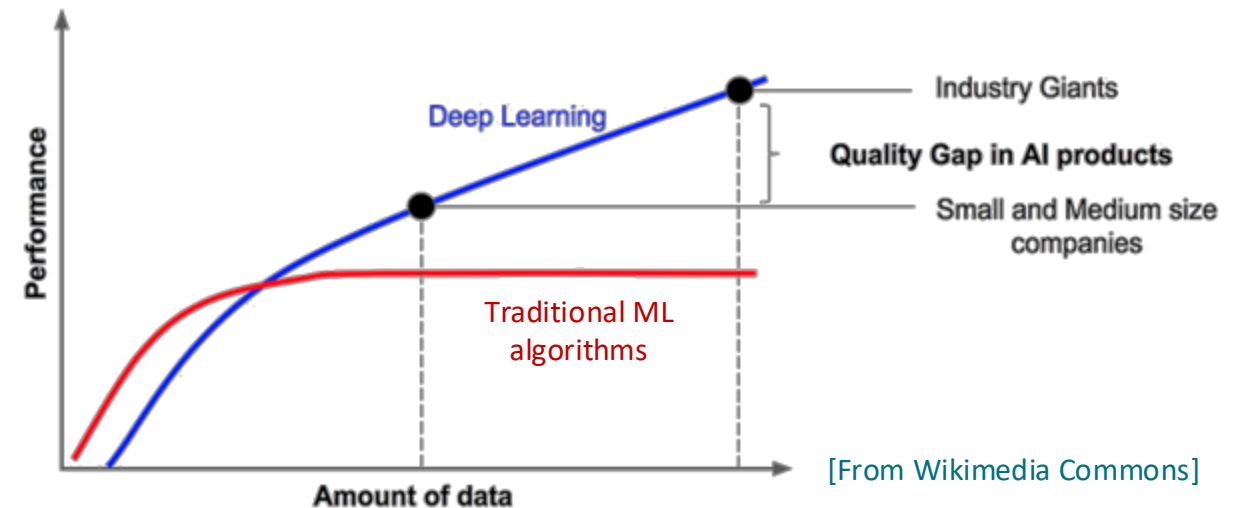 Industry Giants
Deep Learning
Quality Gap in AI products
Performance
Small and Medium size
companies
Traditional ML
algorithms
[From Wikimedia Commons]
Amount of data